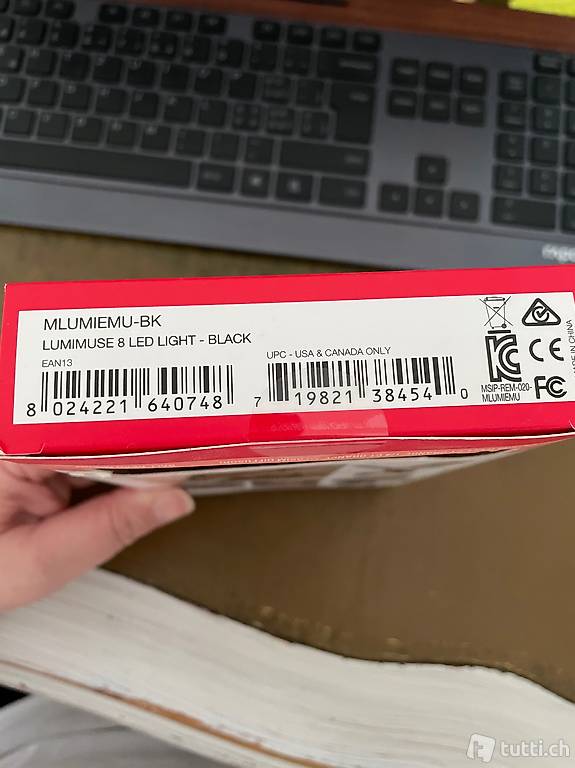 MLUMIEMU-BK
LUMIMUSE 8 LED LIGHT - BLACK
EAN13
8 024221 640748
UPC - USA & CANADA ONLY
7 19821 38454 0
MSIP-REM-020-
MLUMIEMU
CE
FC
MADE IN CHINA
tutti.ch